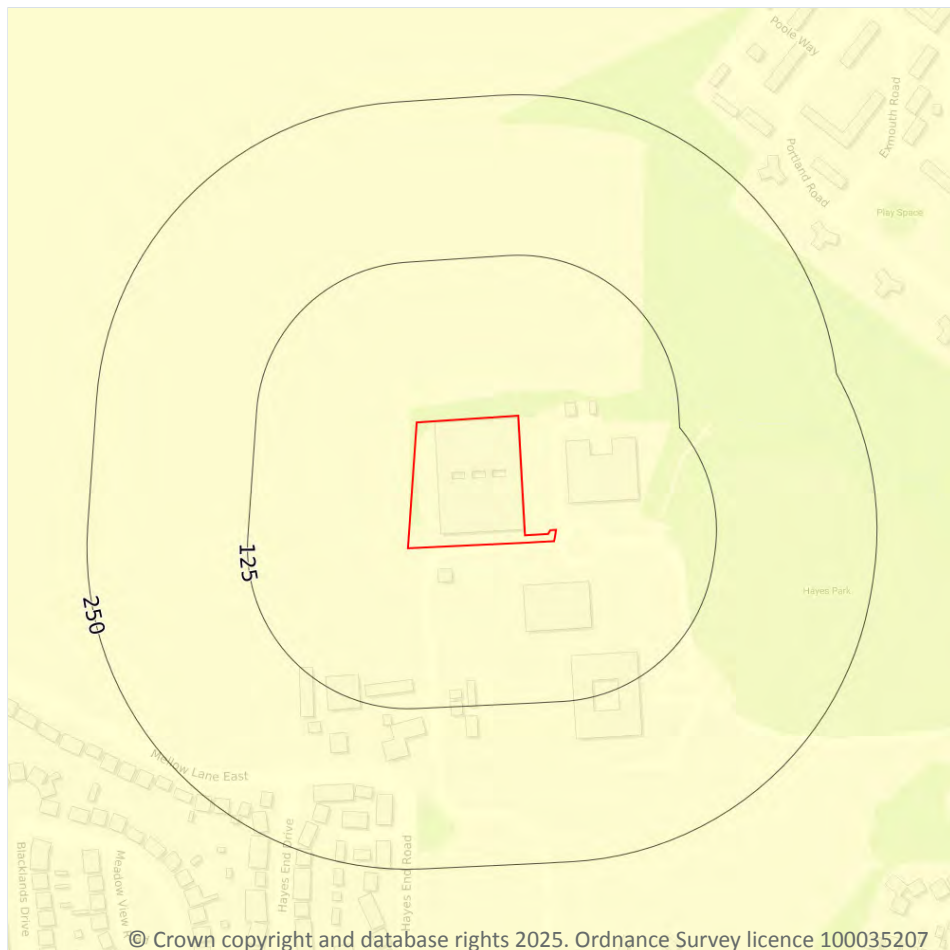 Poole Way
Exmouth Road
Portland Road
Play Space
125
250
Hayes Park
Mellow Lane East
Hayes End Drive
Hayes End Road
Blacklands Drive
Meadow View
© Crown copyright and database rights 2025. Ordnance Survey licence 100035207